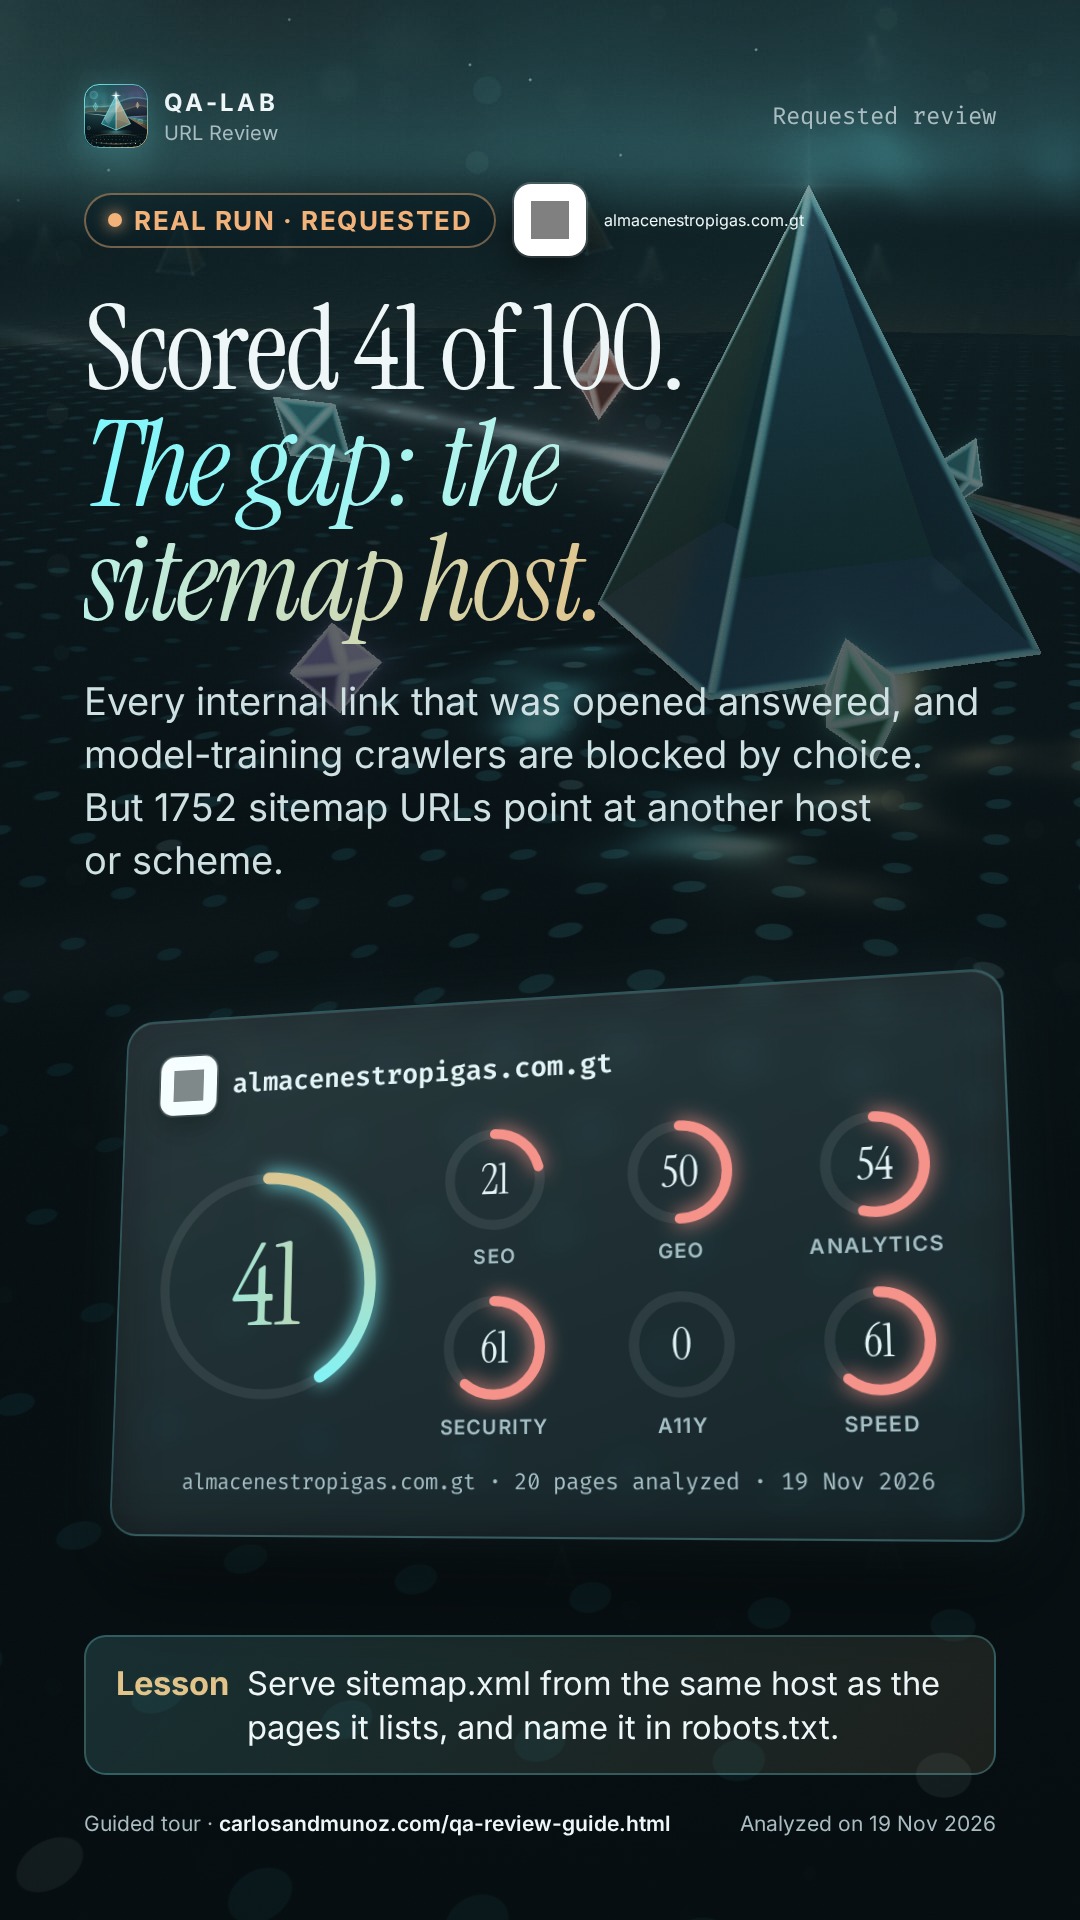 QA-LAB
URL Review
Requested review
REAL RUN · REQUESTED
almacenestropigas.com.gt
Scored 41 of 100.
The gap: the
sitemap host.
Every internal link that was opened answered, and
model-training crawlers are blocked by choice.
But 1752 sitemap URLs point at another host
or scheme.
almacenestropigas.com.gt
41
21
SEO
50
GEO
54
ANALYTICS
61
SECURITY
0
A11Y
61
SPEED
almacenestropigas.com.gt · 20 pages analyzed · 19 Nov 2026
Lesson Serve sitemap.xml from the same host as the
pages it lists, and name it in robots.txt.
Guided tour · carlosandmunoz.com/qa-review-guide.html
Analyzed on 19 Nov 2026